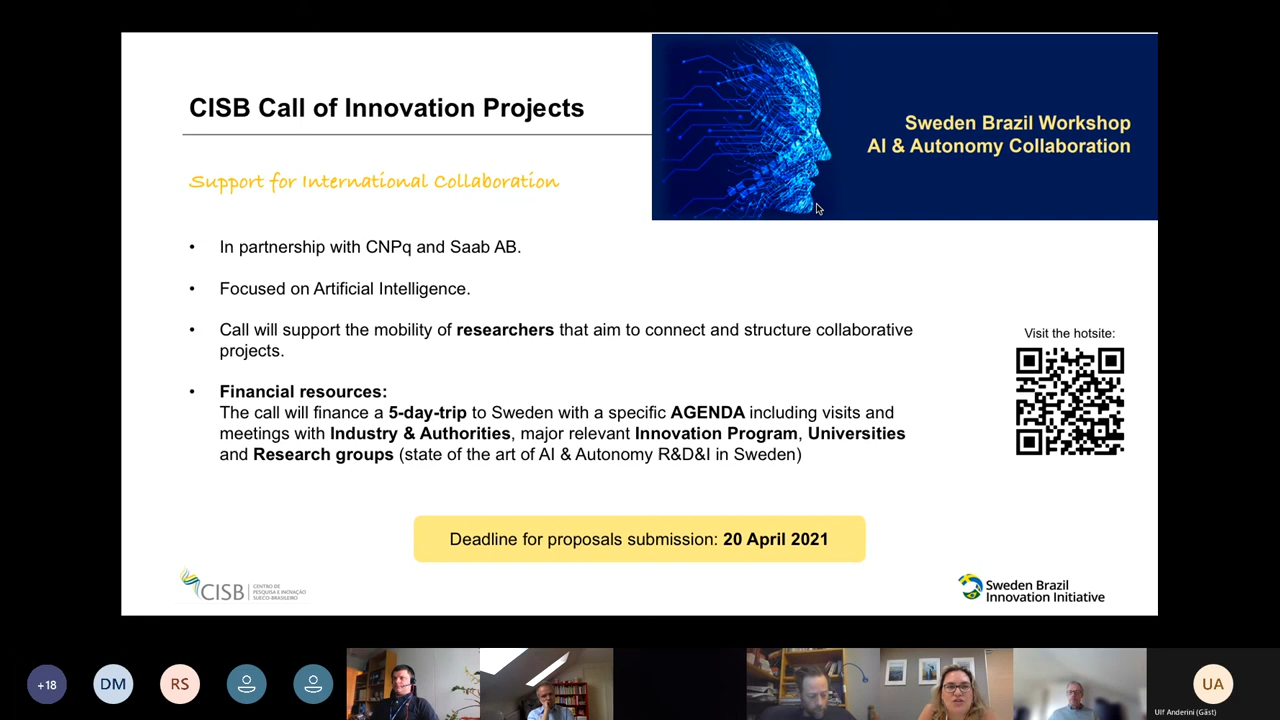 CISB Call of Innovation Projects
Sweden Brazil Workshop
AI & Autonomy Collaboration
Support for International Collaboration
• In partnership with CNPq and Saab AB.
• Focused on Artificial Intelligence.
• Call will support the mobility of researchers that aim to connect and structure collaborative
projects.
• Financial resources:
The call will finance a 5-day-trip to Sweden with a specific AGENDA including visits and
meetings with Industry & Authorities, major relevant Innovation Program, Universities
and Research groups (state of the art of AI & Autonomy R&D&I in Sweden)
Visit the hotsite:
Deadline for proposals submission: 20 April 2021
CISB
CENTRO DE
PESQUISA E INOVAÇÃO
SUECO-BRASILEIRO
Sweden Brazil
Innovation Initiative
+18
DM
RS
UA
Ulf Anderini (Gäst)